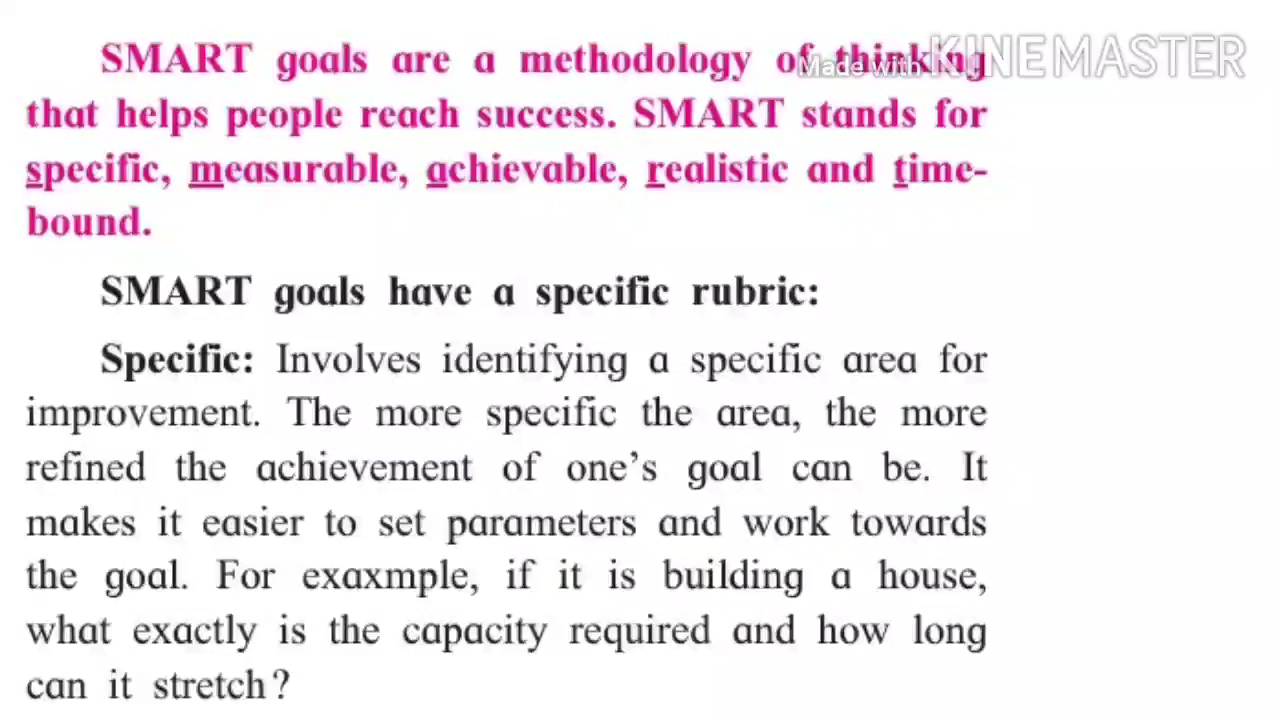 SMART goals are a methodology of thinking
Made with KINEMASTER
that helps people reach success. SMART stands for
specific, measurable, achievable, realistic and time-
bound.
SMART goals have a specific rubric:
Specific: Involves identifying a specific area for
improvement. The more specific the area, the more
refined the achievement of one's goal can be. It
makes it easier to set parameters and work towards
the goal. For exaxmple, if it is building a house,
what exactly is the capacity required and how long
can it stretch?